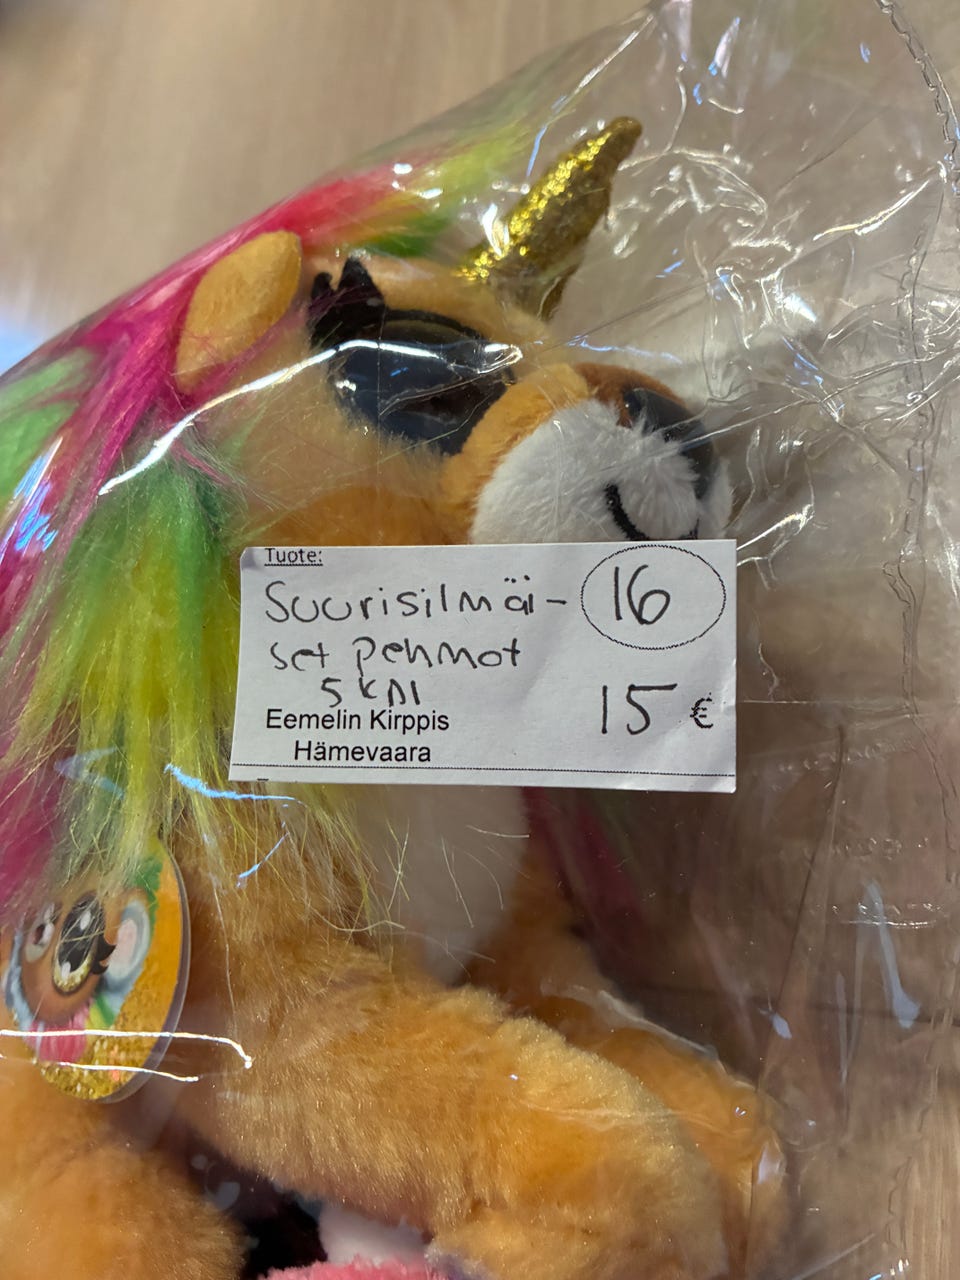 Tuote:
Suurisilmäi- 16
set pehmot
5 kpl 15 €
Eemelin Kirppis
Hämevaara